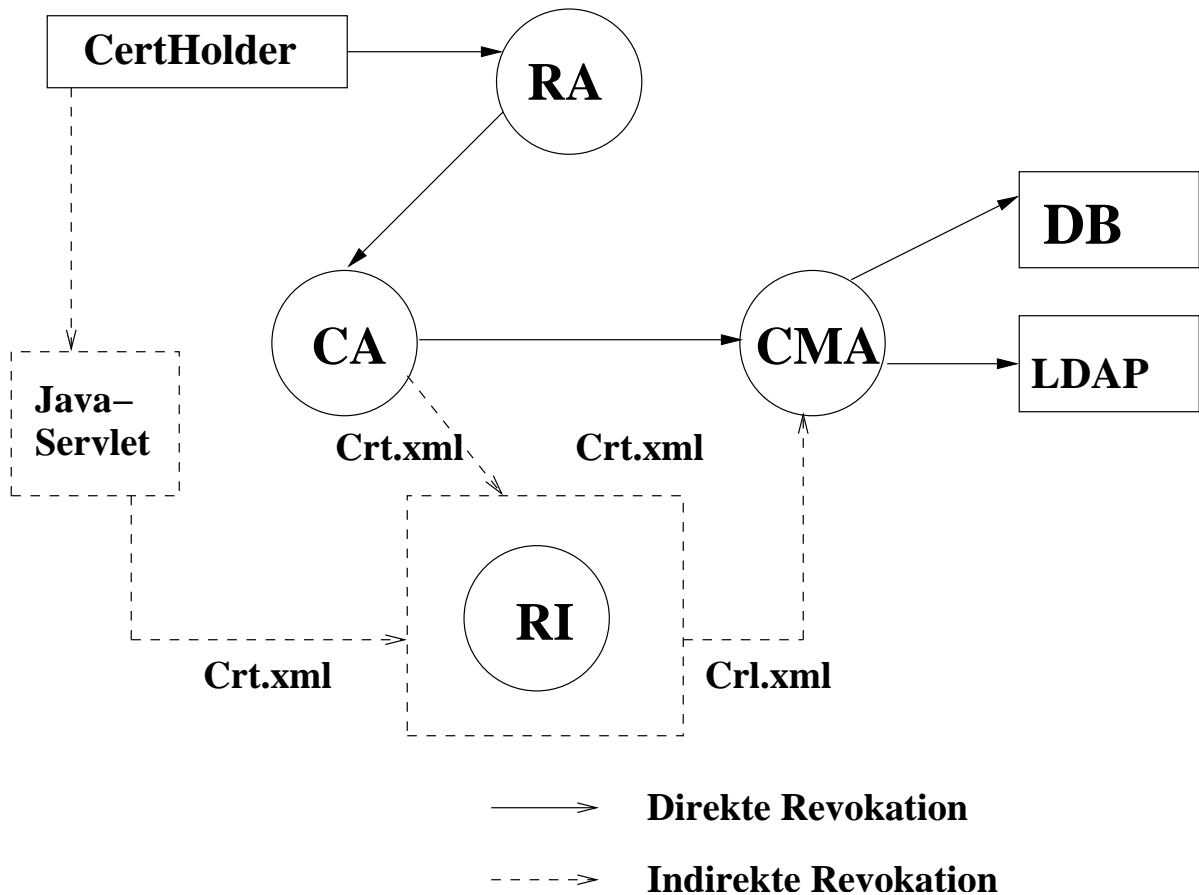 CertHolder
RA
DB
CA
CMA
LDAP
Java–
Servlet
Crt.xml
Crt.xml
RI
Crt.xml
Crl.xml
Direkte Revokation
Indirekte Revokation